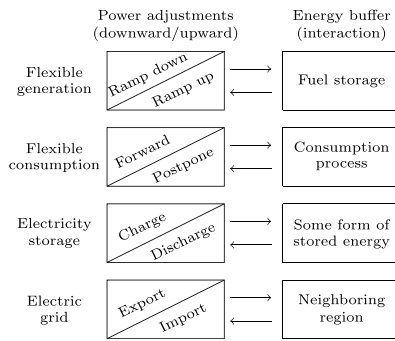 Power adjustments
(downward/upward)
Energy buffer
(interaction)
Flexible
generation
Ramp down
Ramp up
Fuel storage
Flexible
consumption
Forward
Postpone
Consumption
process
Electricity
storage
Charge
Discharge
Some form of
stored energy
Electric
grid
Export
Import
Neighboring
region